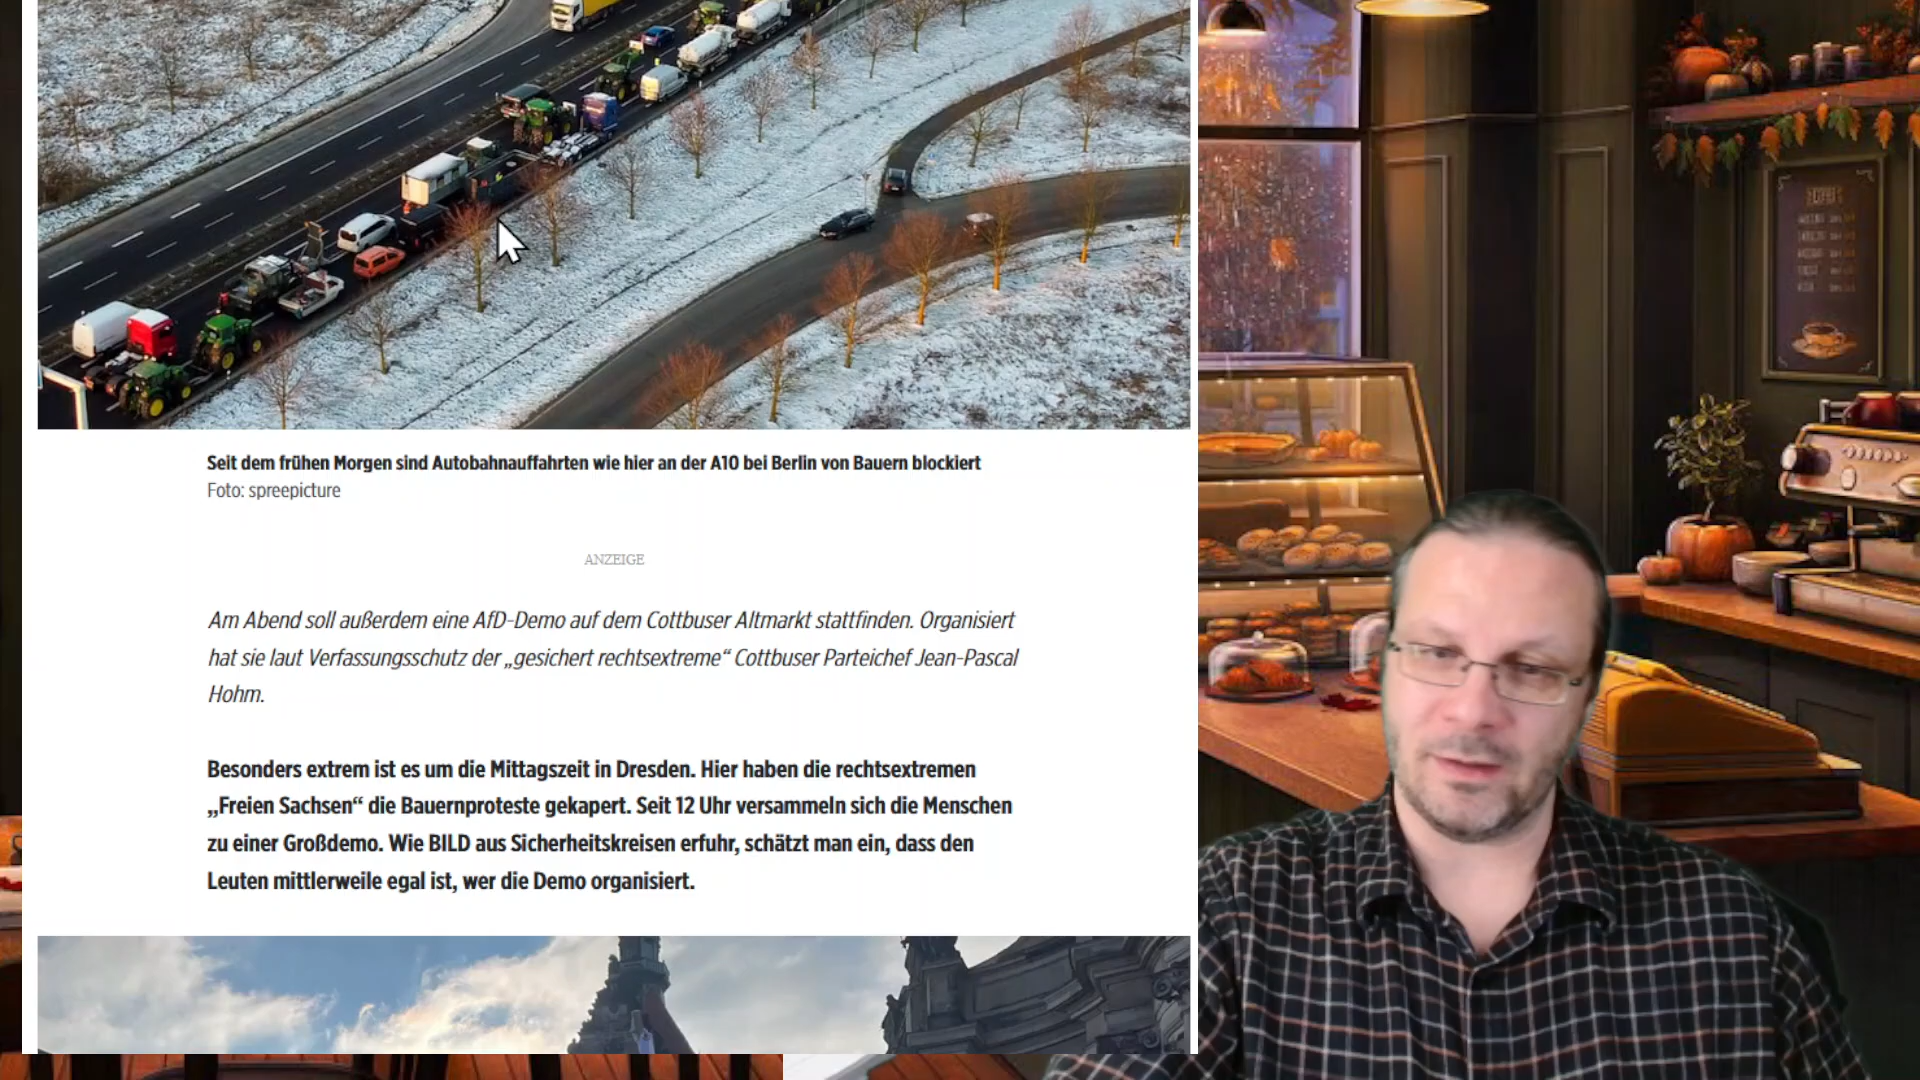 Seit dem frühen Morgen sind Autobahnauffahrten wie hier an der A10 bei Berlin von Bauern blockiert
Foto: spreepicture
ANZEIGE
Am Abend soll außerdem eine AfD-Demo auf dem Cottbuser Altmarkt stattfinden. Organisiert
hat sie laut Verfassungsschutz der „gesichert rechtsextreme“ Cottbuser Parteichef Jean-Pascal
Hohm.
Besonders extrem ist es um die Mittagszeit in Dresden. Hier haben die rechtsextremen
„Freien Sachsen“ die Bauernproteste gekapert. Seit 12 Uhr versammeln sich die Menschen
zu einer Großdemo. Wie BILD aus Sicherheitskreisen erfuhr, schätzt man ein, dass den
Leuten mittlerweile egal ist, wer die Demo organisiert.